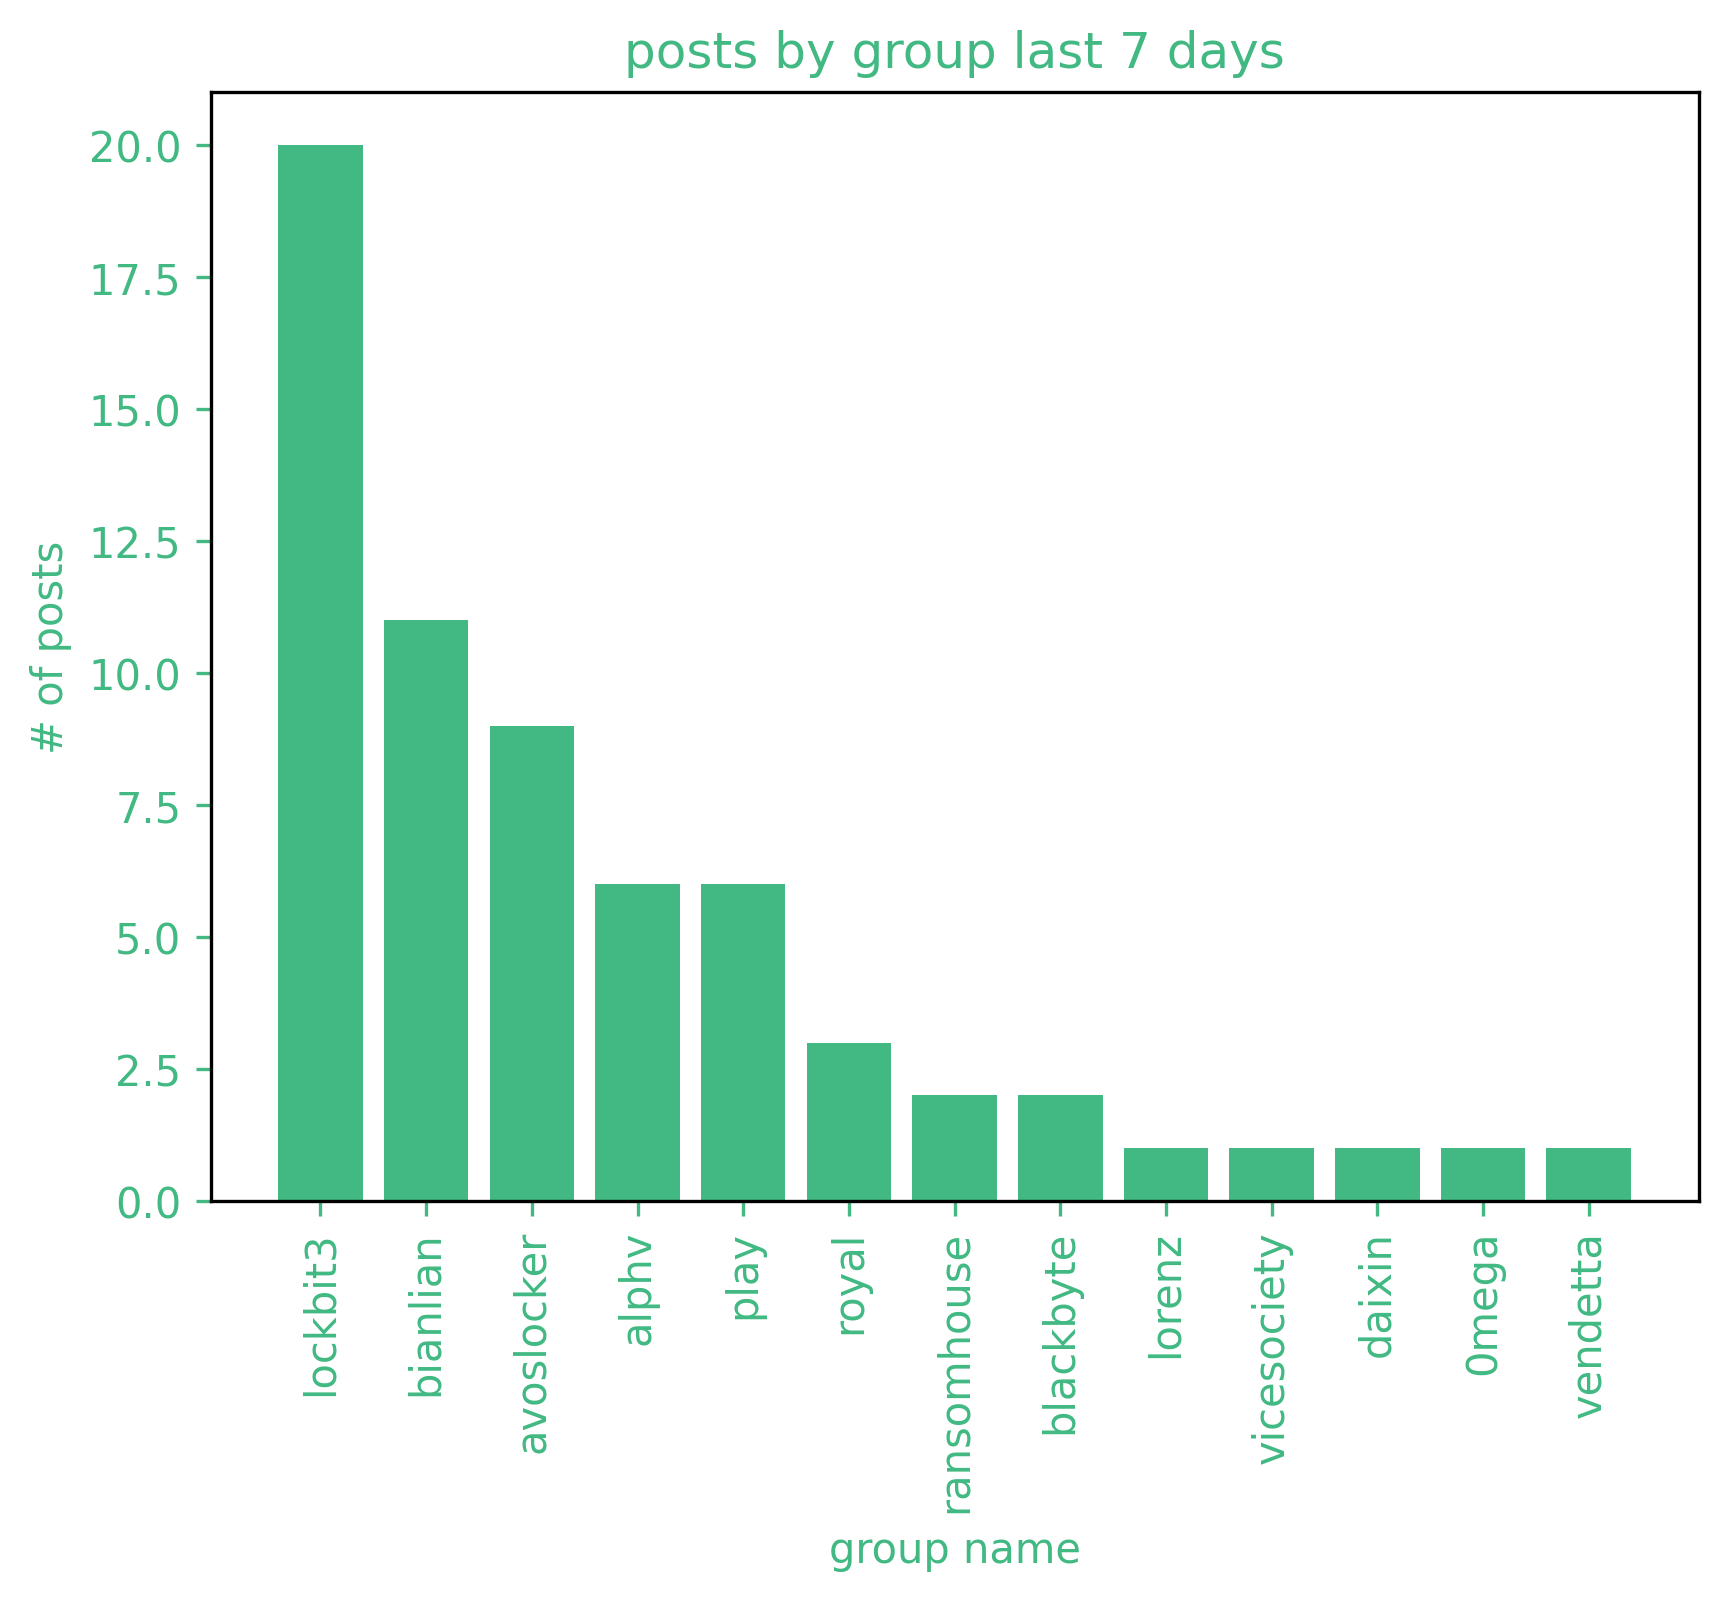 posts by group last 7 days
20.0
17.5
15.0
12.5
10.0
7.5
5.0
2.5
0.0
# of posts
lockbit3
bianlian
avoslocker
alphv
play
royal
ransomhouse
blackbyte
lorenz
vicesociety
daixin
0mega
vendetta
group name